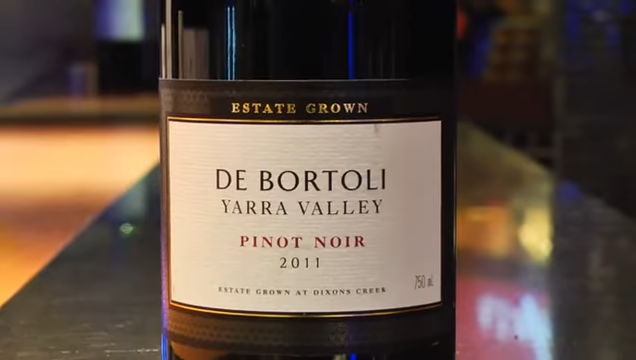 ESTATE GROWN
DE BORTOLI
YARRA VALLEY
PINOT NOIR
2011
ESTATE GROWN AT DIXONS CREEK
750 mL